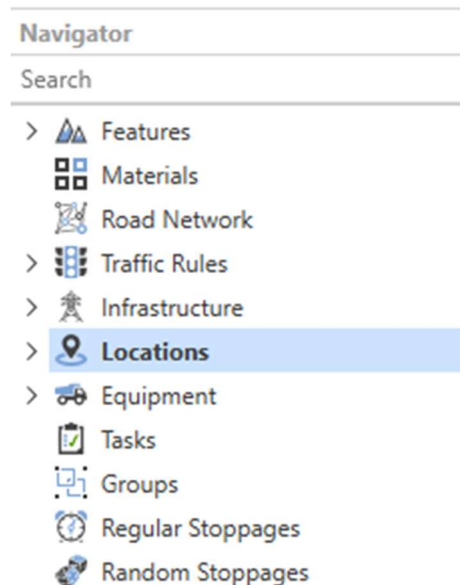 Navigator
Search
Features
Materials
Road Network
Traffic Rules
Infrastructure
Locations
Equipment
Tasks
Groups
Regular Stoppages
Random Stoppages